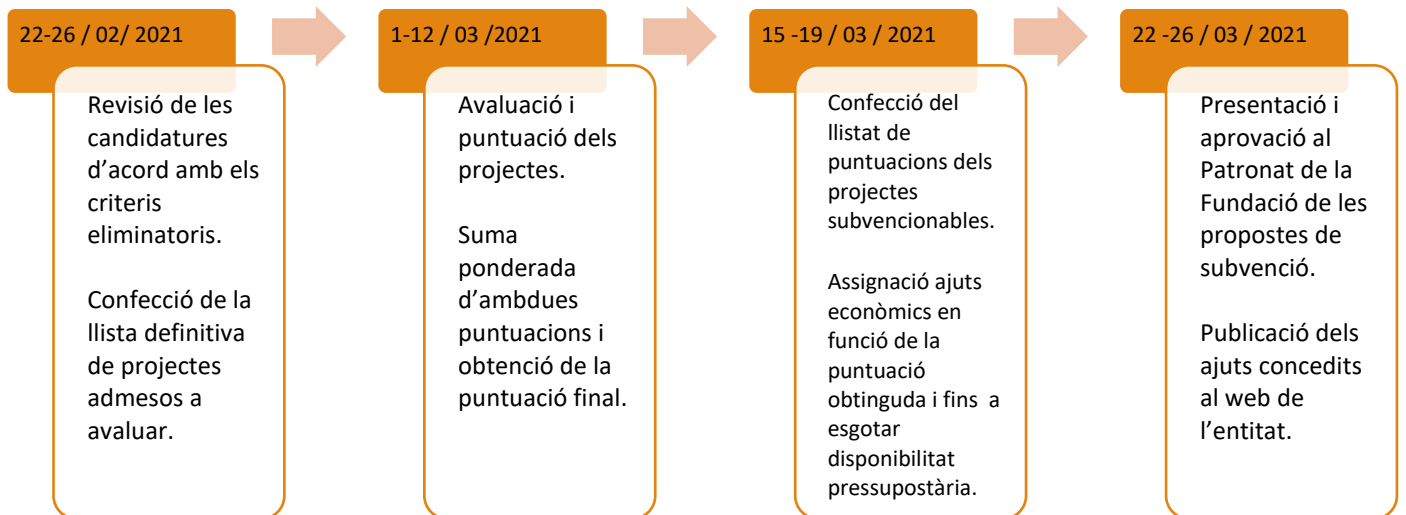 22-26 / 02/ 2021
Revisió de les
candidatures
d’acord amb els
criteris
eliminatoris.
Confecció de la
llista definitiva
de projectes
admesos a
avaluar.
1-12 / 03 /2021
Avaluació i
puntuació dels
projectes.
Suma
ponderada
d’ambdues
puntuacions i
obtenció de la
puntuació final.
15 -19 / 03 / 2021
Confecció del
llistat de
puntuacions dels
projectes
subvencionables.
Assignació ajuts
econòmics en
funció de la
puntuació
obtinguda i fins a
esgotar
disponibilitat
pressupostària.
22 -26 / 03 / 2021
Presentació i
aprovació al
Patronat de la
Fundació de les
propostes de
subvenció.
Publicació dels
ajuts concedits
al web de
l’entitat.